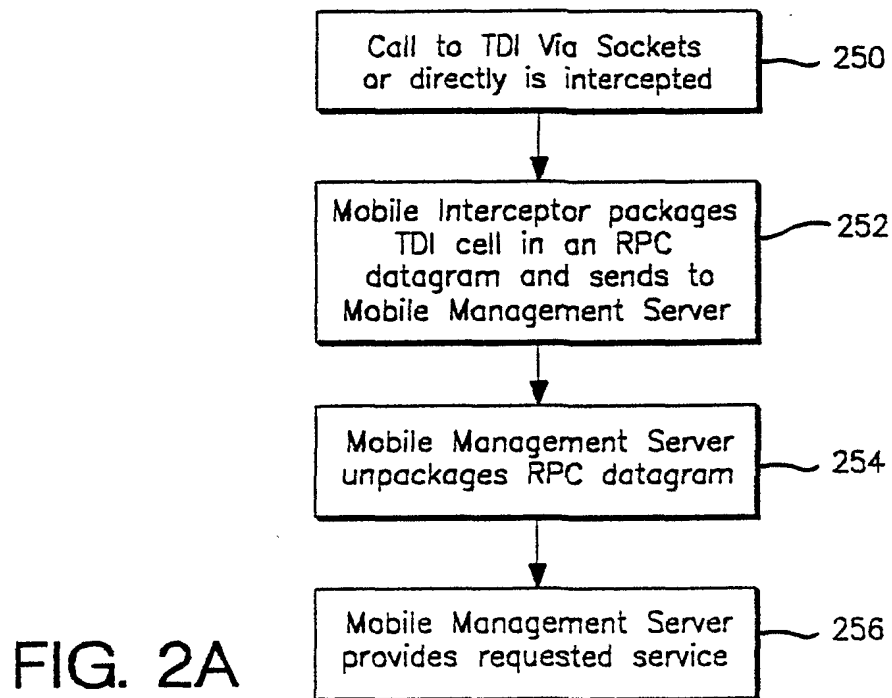 Call to TDI Via Sockets
or directly is intercepted
250
Mobile Interceptor packages
TDI cell in an RPC
datagram and sends to
Mobile Management Server
252
Mobile Management Server
unpackages RPC datagram
254
Mobile Management Server
provides requested service
256
FIG. 2A